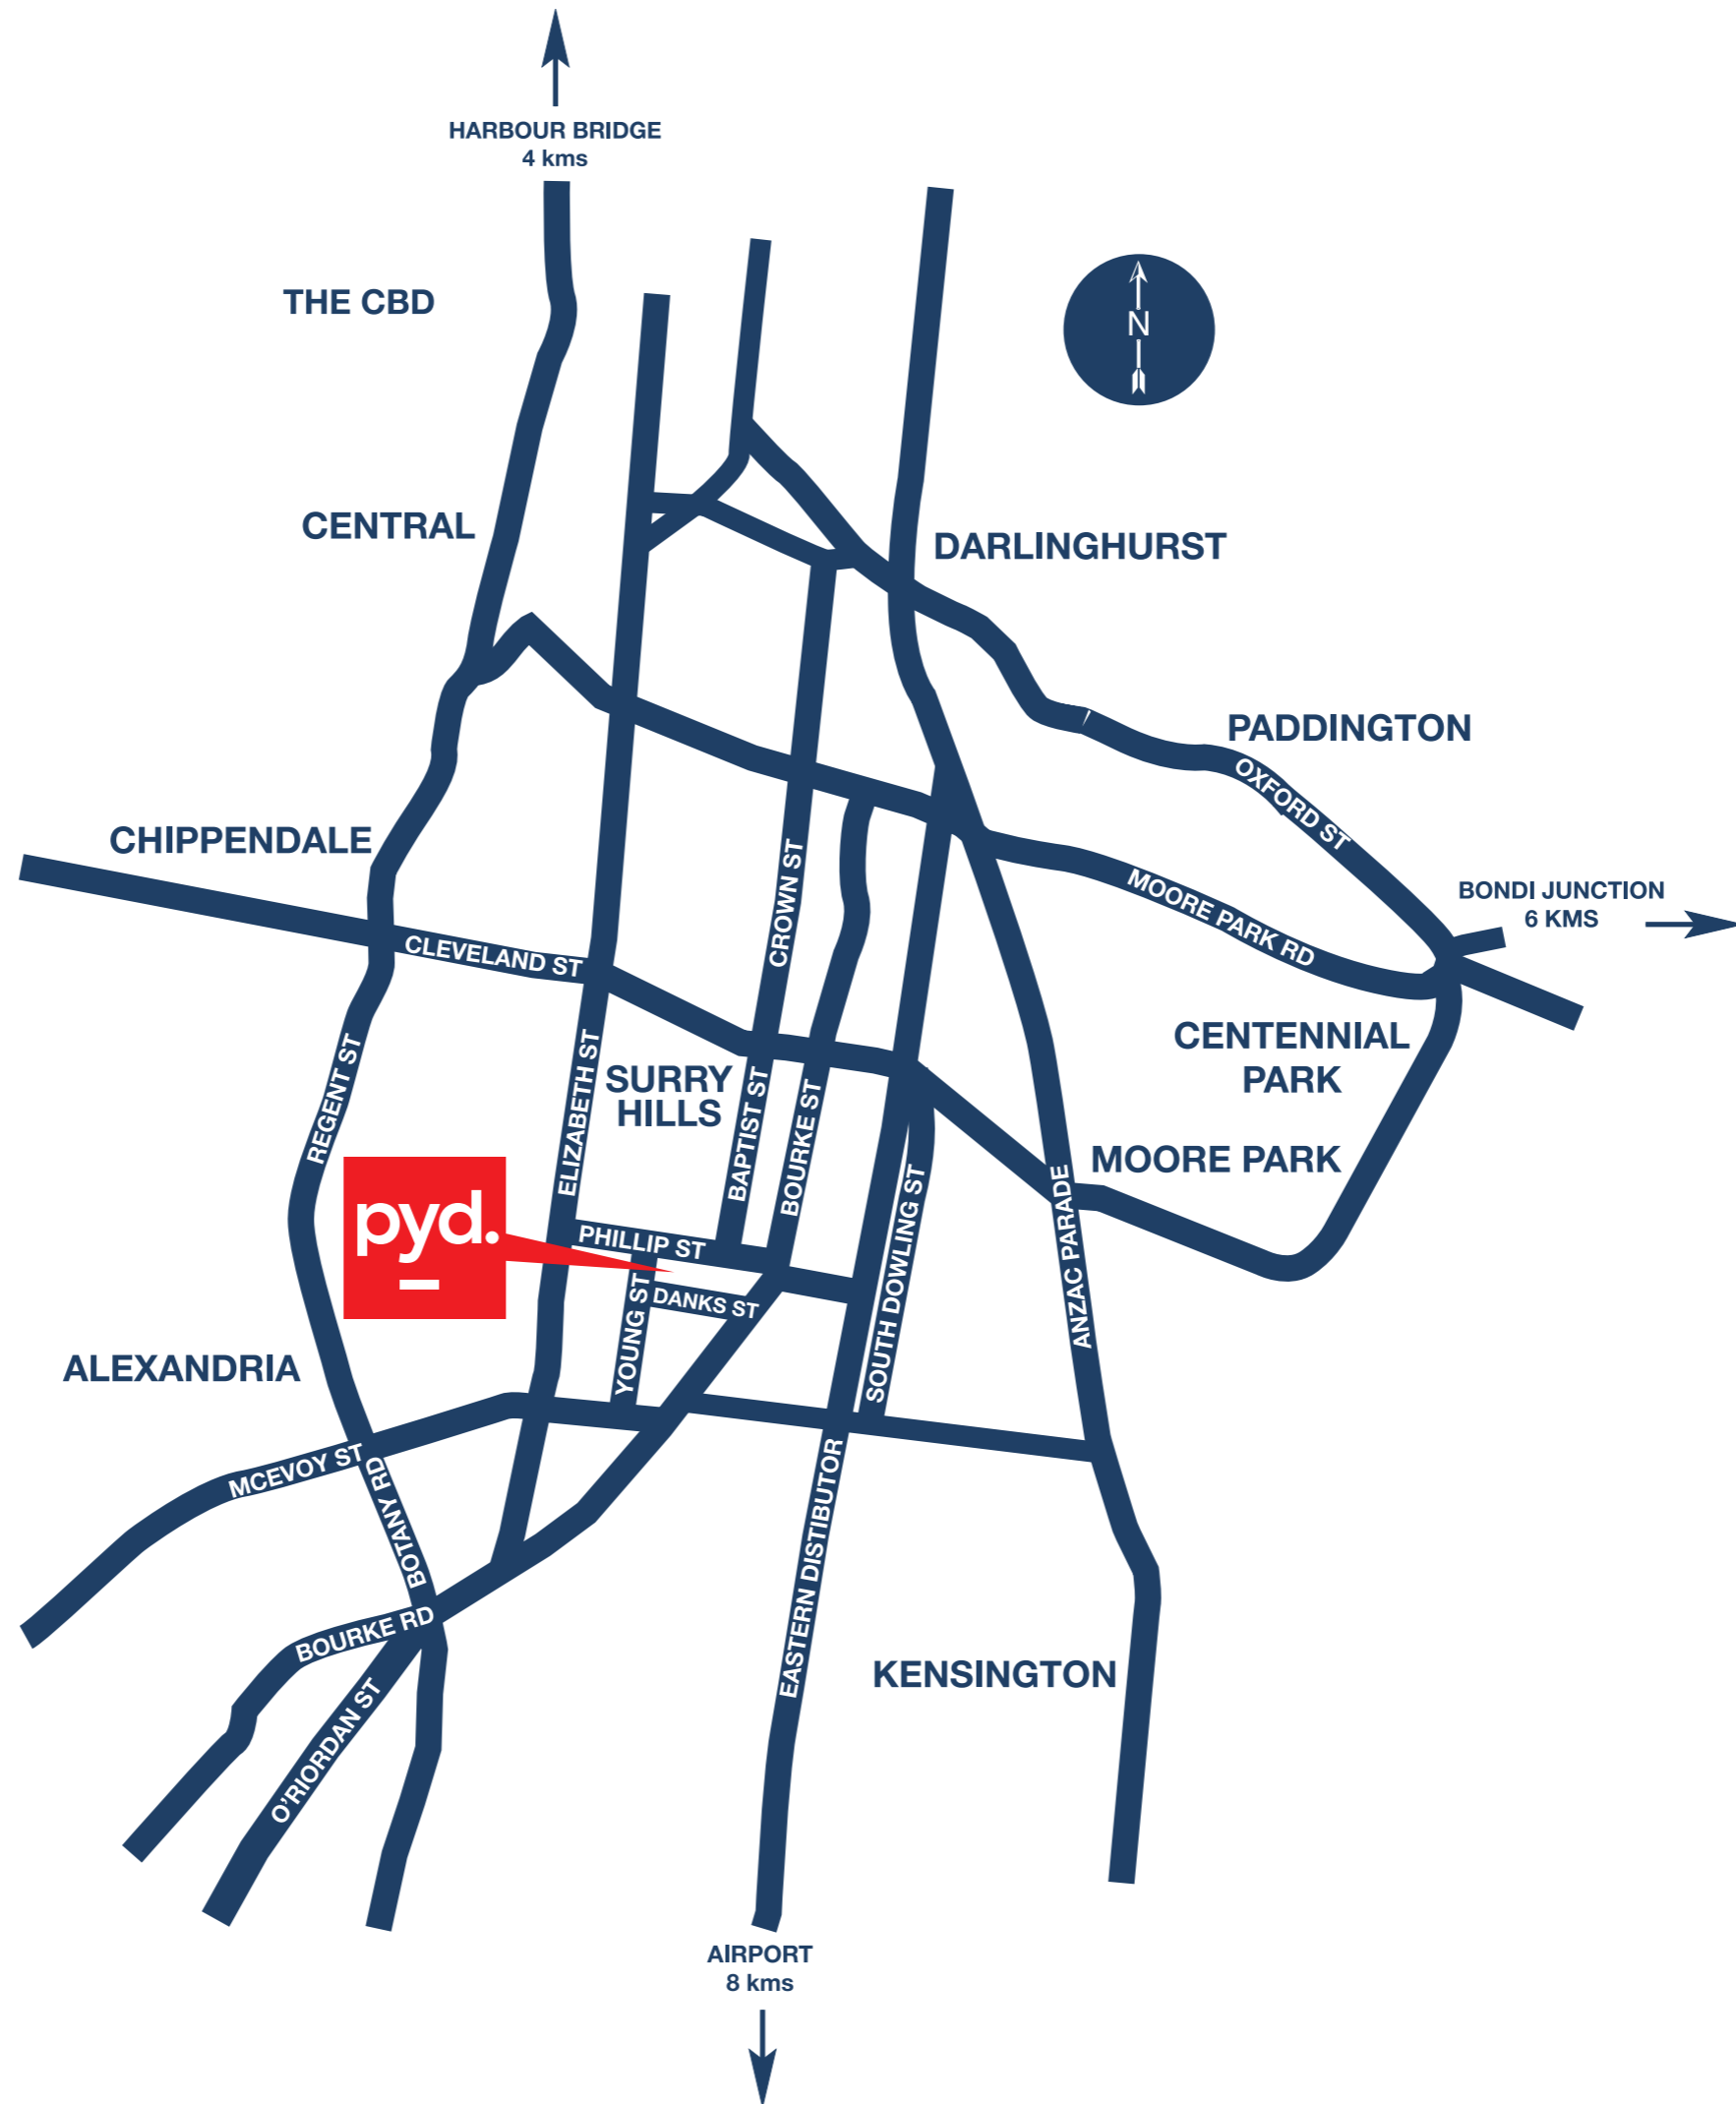 HARBOUR BRIDGE
4 kms
THE CBD
N
CENTRAL
DARLINGHURST
PADDINGTON
OXFORD ST
CHIPPENDALE
MOORE PARK RD
BONDI JUNCTION
6 KMS
CROWN ST
CLEVELAND ST
CENTENNIAL
PARK
REGENT ST
ELIZABETH ST
SURRY
HILLS
BAPTIST ST
BOURKE ST
MOORE PARK
SOUTH DOWLING ST
ANZAC PARADE
pyd.
PHILLIP ST
YOUNG ST
DANKS ST
ALEXANDRIA
MCEVOY ST
BOTANY RD
EASTERN DISTIBUTOR
BOURKE RD
O'RIORDAN ST
KENSINGTON
AIRPORT
8 kms